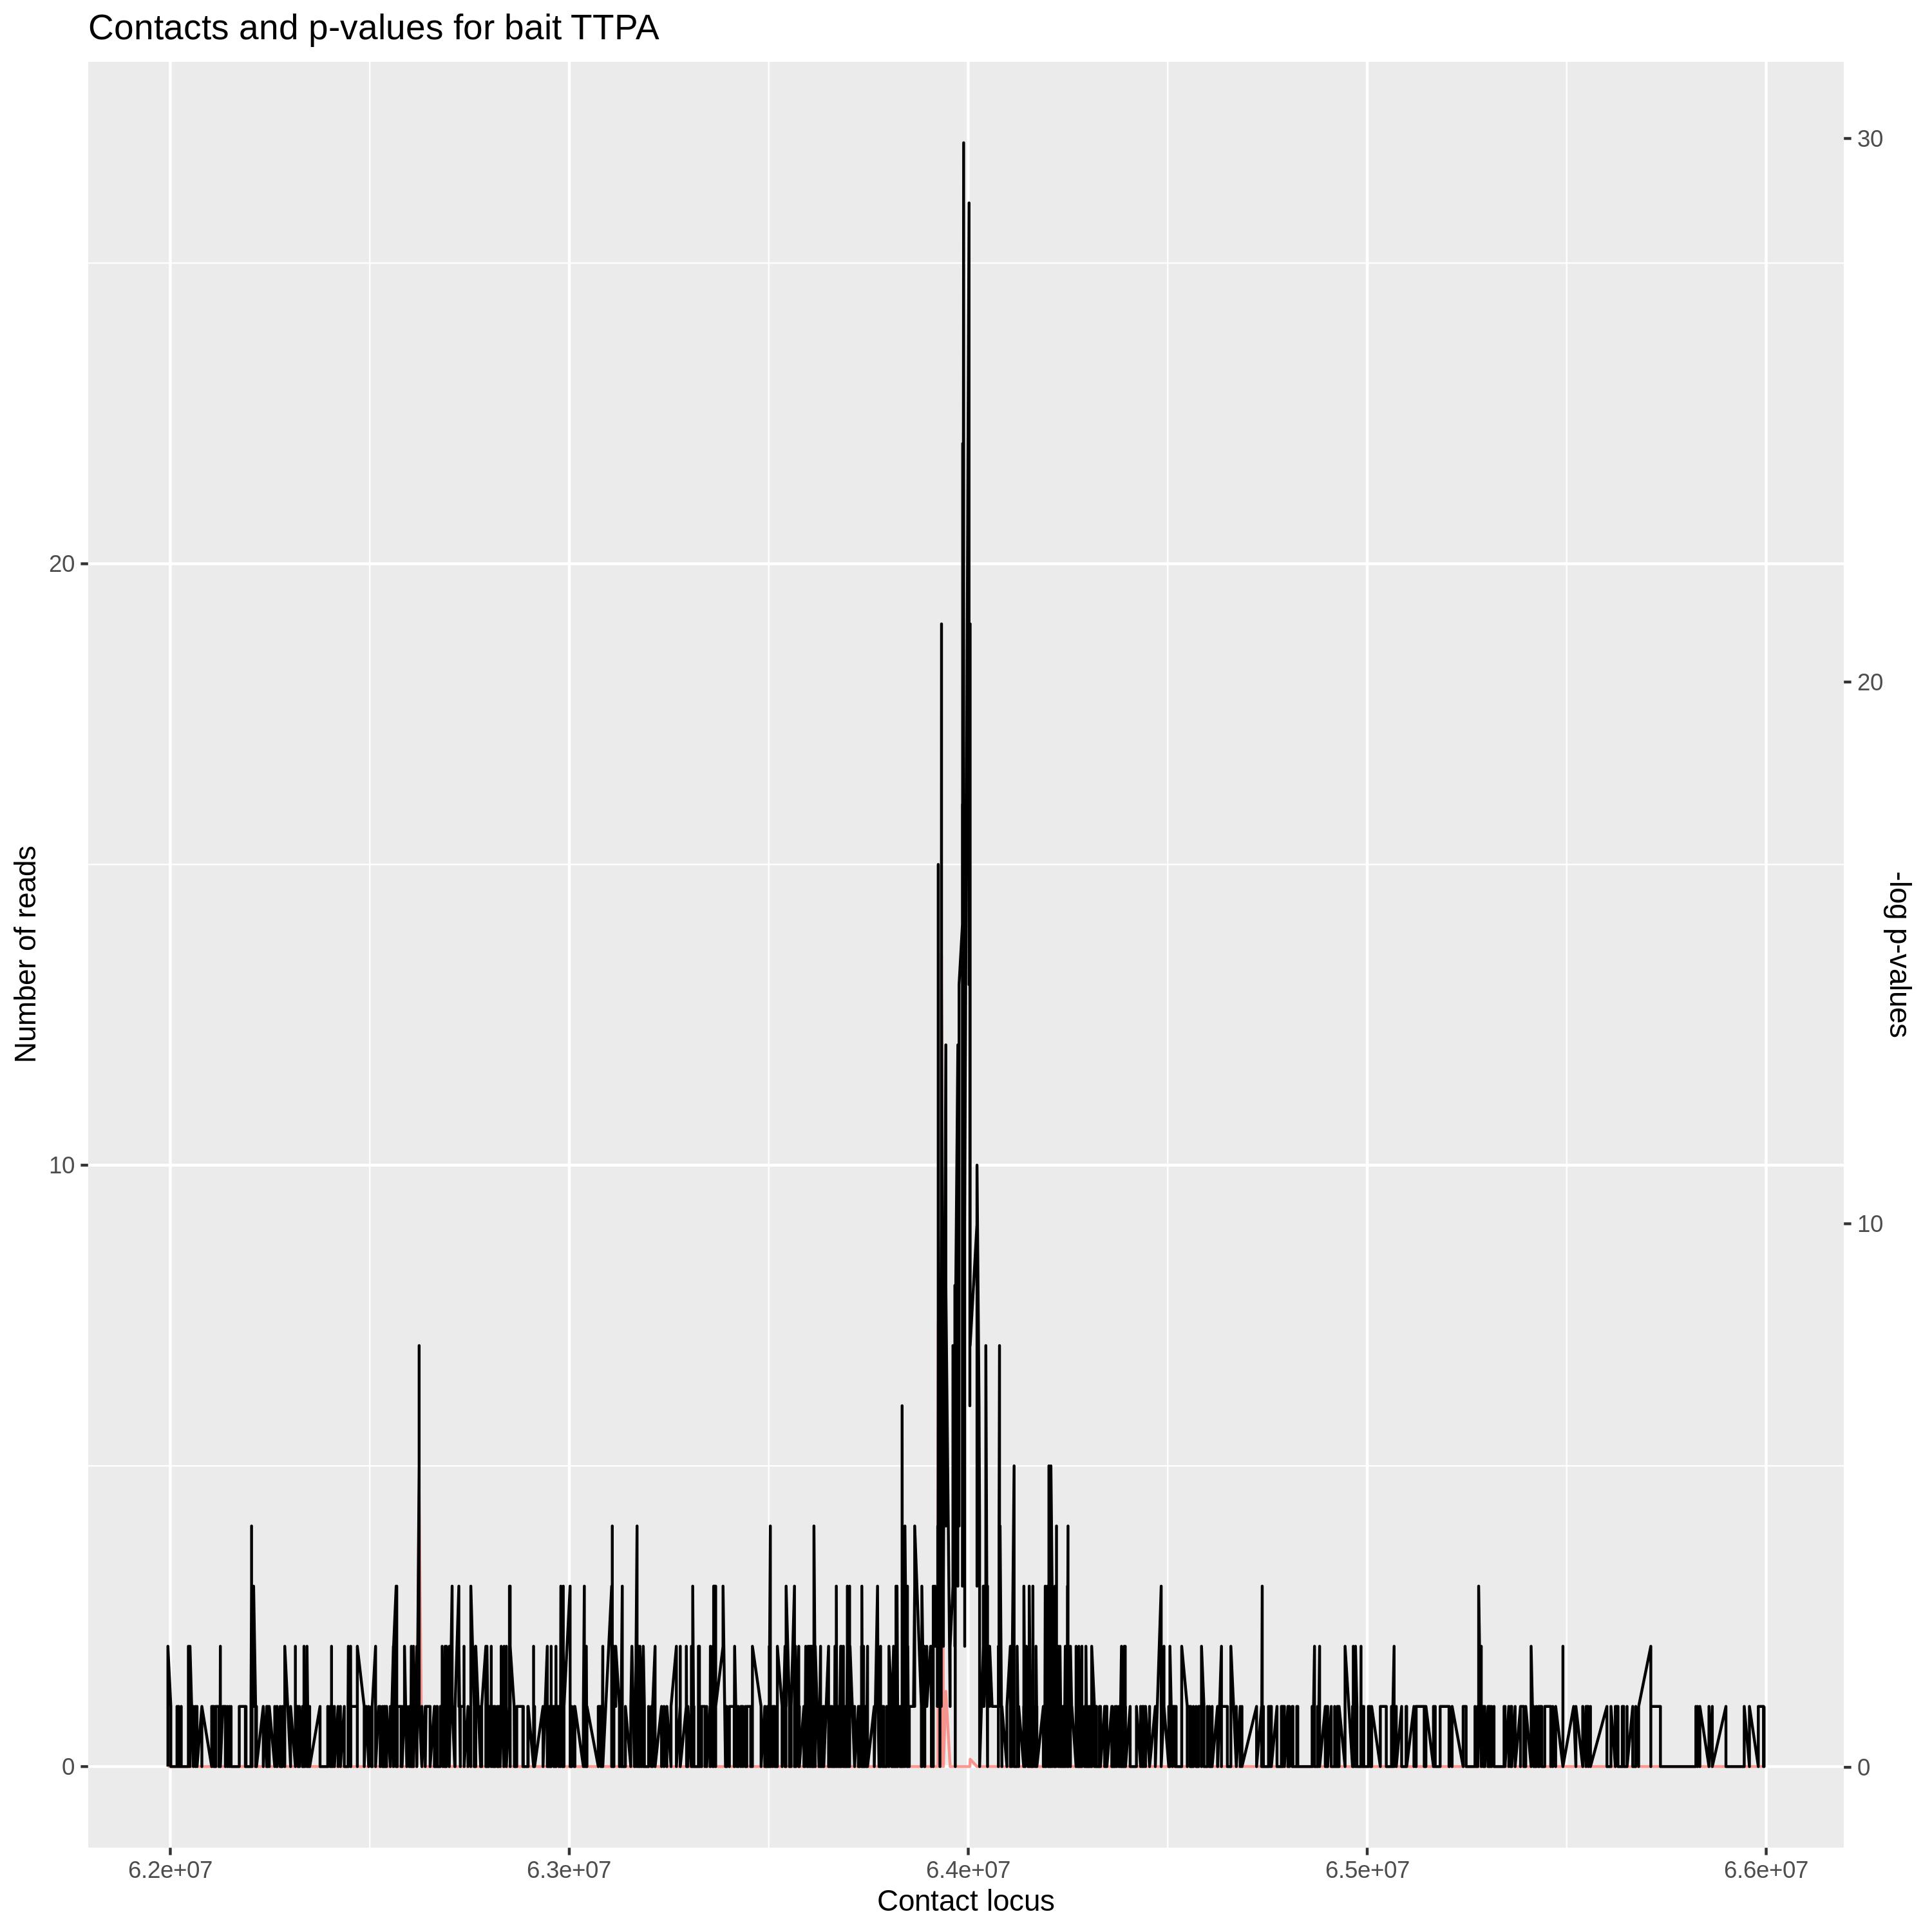 Contacts and p-values for bait TTPA
30
20
20
10
10
0
0
Number of reads
-log p-values
6.2e+07 6.3e+07 6.4e+07 6.5e+07 6.6e+07
Contact locus